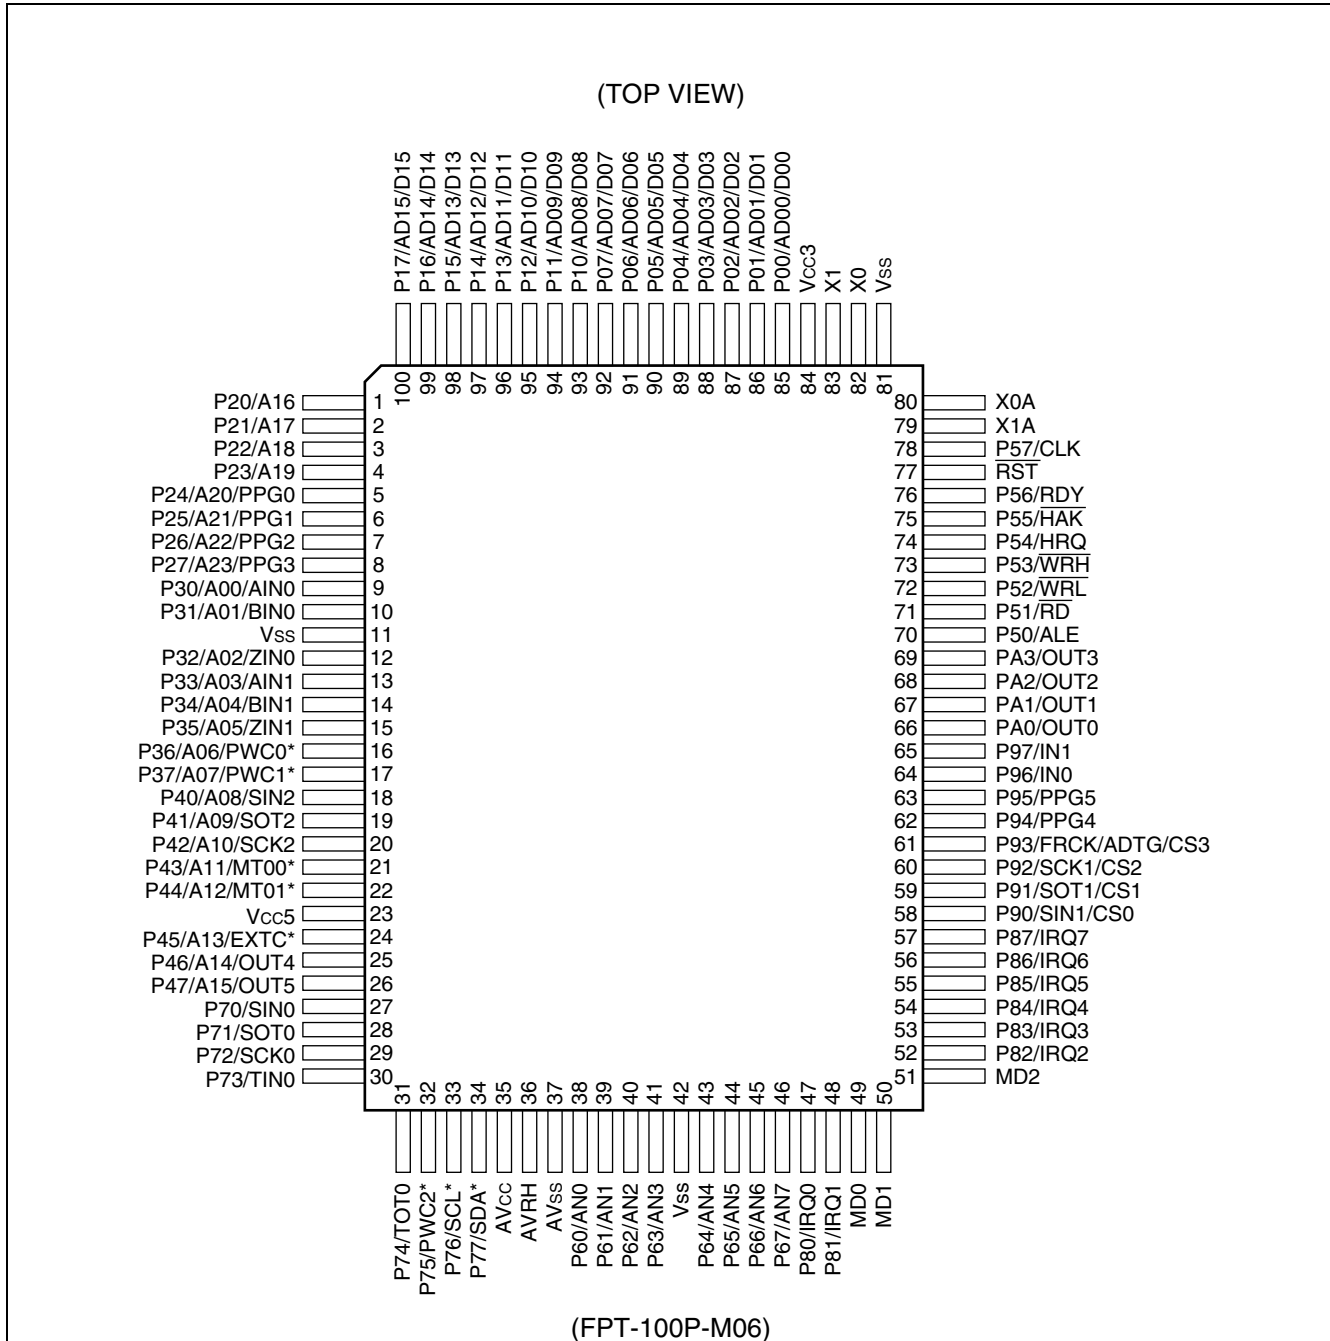 (TOP VIEW)
P17/AD15/D15
P16/AD14/D14
P15/AD13/D13
P14/AD12/D12
P13/AD11/D11
P12/AD10/D10
P11/AD09/D09
P10/AD08/D08
P07/AD07/D07
P06/AD06/D06
P05/AD05/D05
P04/AD04/D04
P03/AD03/D03
P02/AD02/D02
P01/AD01/D01
P00/AD00/D00
Vcc3
X1
X0
Vss
100
99
98
97
96
95
94
93
92
91
90
89
88
87
86
85
84
83
82
81
P20/A16 1
P21/A17 2
P22/A18 3
P23/A19 4
P24/A20/PPG0 5
P25/A21/PPG1 6
P26/A22/PPG2 7
P27/A23/PPG3 8
P30/A00/AIN0 9
P31/A01/BIN0 10
Vss 11
P32/A02/ZIN0 12
P33/A03/AIN1 13
P34/A04/BIN1 14
P35/A05/ZIN1 15
P36/A06/PWC0* 16
P37/A07/PWC1* 17
P40/A08/SIN2 18
P41/A09/SOT2 19
P42/A10/SCK2 20
P43/A11/MT00* 21
P44/A12/MT01* 22
Vcc5 23
P45/A13/EXTC* 24
P46/A14/OUT4 25
P47/A15/OUT5 26
P70/SIN0 27
P71/SOT0 28
P72/SCK0 29
P73/TIN0 30
80 X0A
79 X1A
78 P57/CLK
77 RST
76 P56/RDY
75 P55/HAK
74 P54/HRQ
73 P53/WRH
72 P52/WRL
71 P51/RD
70 P50/ALE
69 PA3/OUT3
68 PA2/OUT2
67 PA1/OUT1
66 PA0/OUT0
65 P97/IN1
64 P96/IN0
63 P95/PPG5
62 P94/PPG4
61 P93/FRCK/ADTG/CS3
60 P92/SCK1/CS2
59 P91/SOT1/CS1
58 P90/SIN1/CS0
57 P87/IRQ7
56 P86/IRQ6
55 P85/IRQ5
54 P84/IRQ4
53 P83/IRQ3
52 P82/IRQ2
51 MD2
31
32
33
34
35
36
37
38
39
40
41
42
43
44
45
46
47
48
49
50
P74/TOT0
P75/PWC2*
P76/SCL*
P77/SDA*
AVcc
AVRH
AVss
P60/AN0
P61/AN1
P62/AN2
P63/AN3
Vss
P64/AN4
P65/AN5
P66/AN6
P67/AN7
P80/IRQ0
P81/IRQ1
MD0
MD1
(FPT-100P-M06)